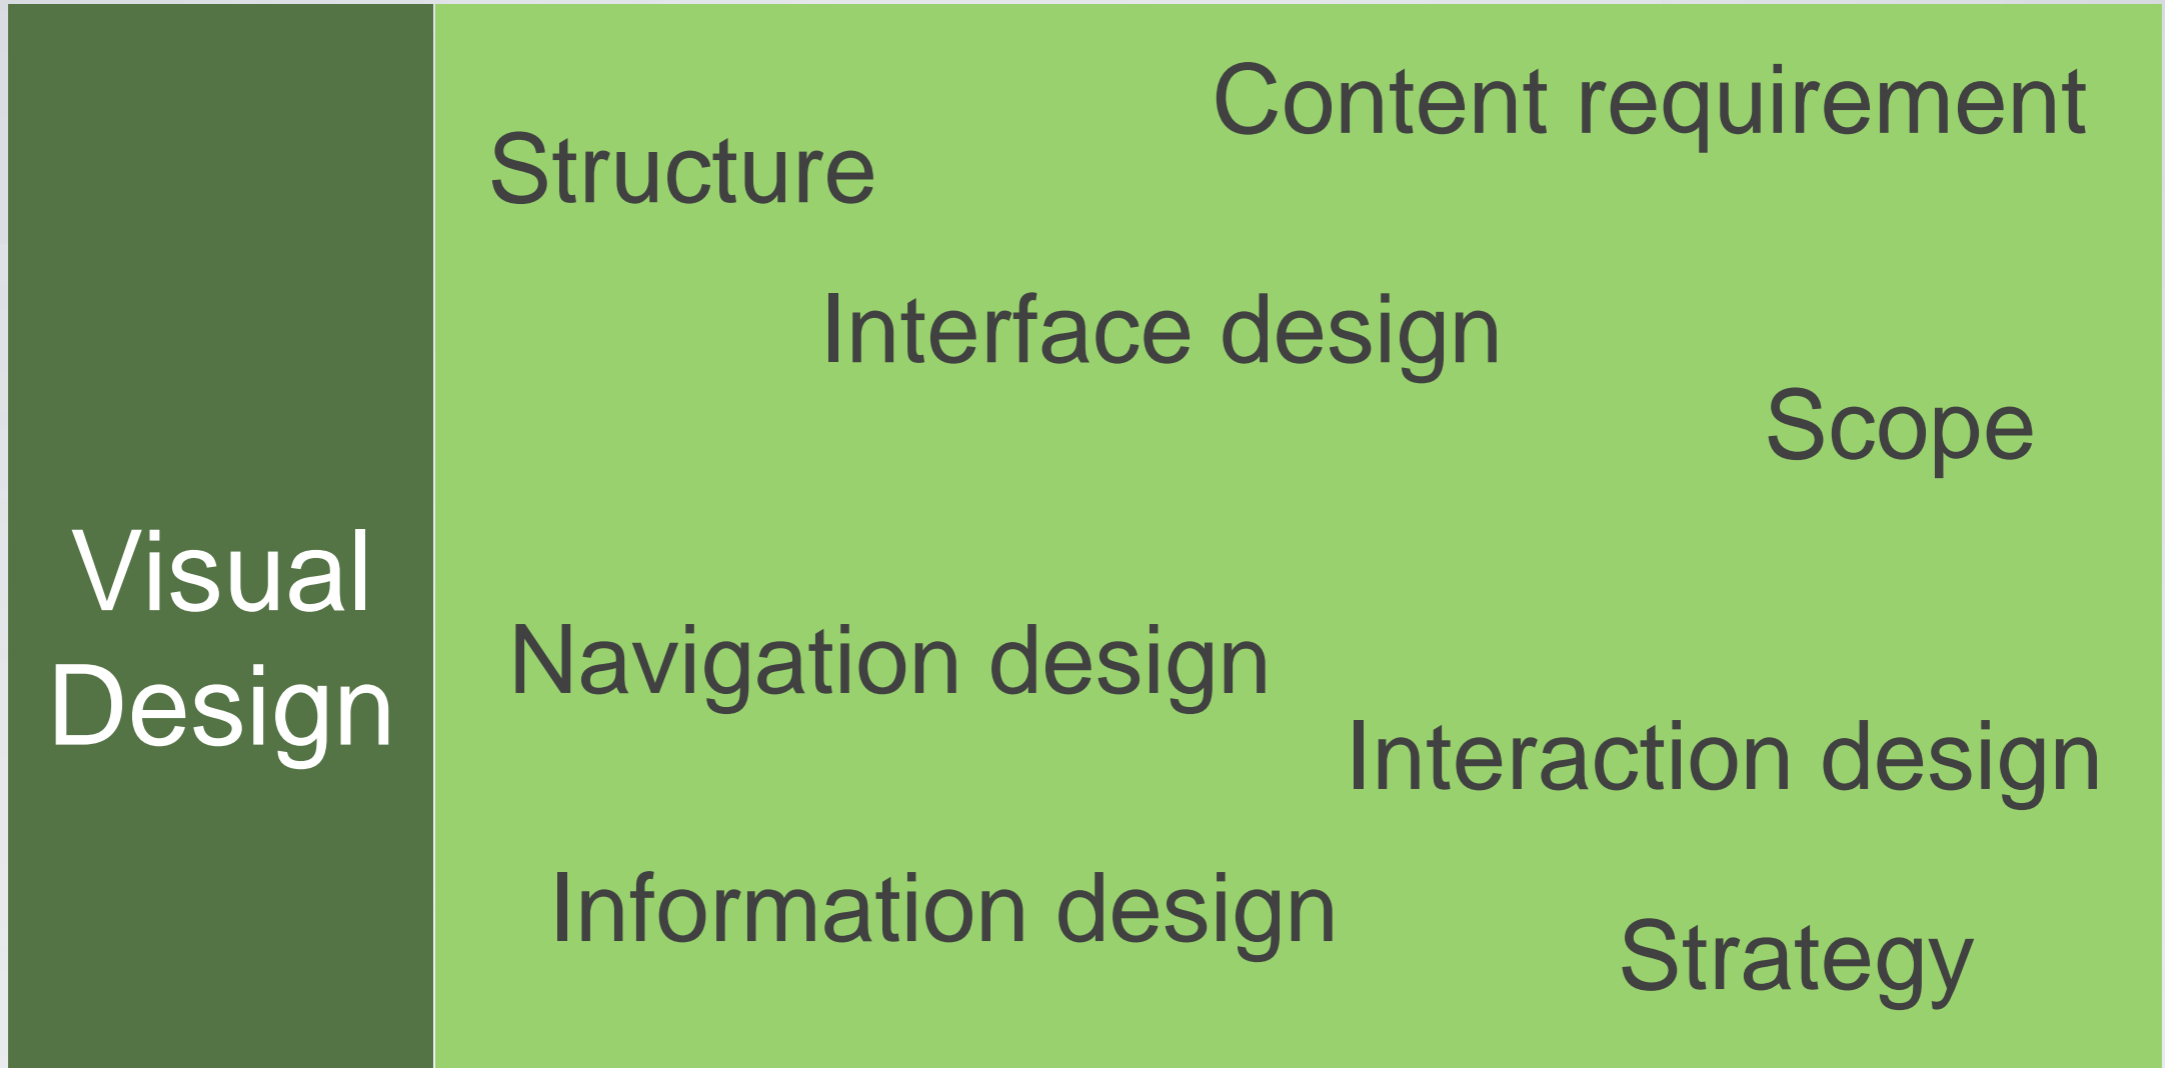 Visual
Design
Content requirement
Structure
Interface design
Scope
Navigation design
Interaction design
Information design
Strategy